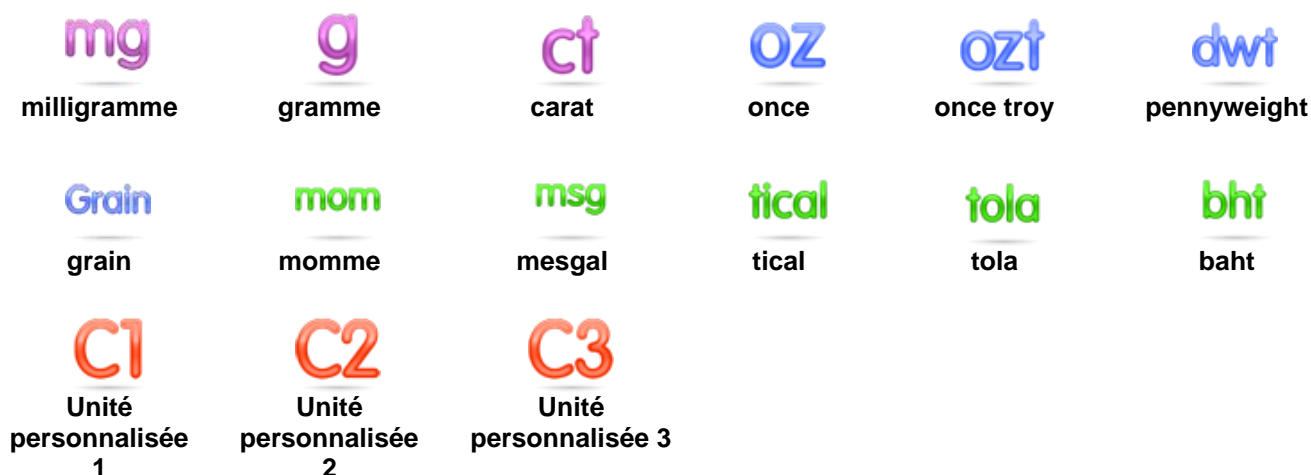 mg g ct oz ozt dwt
milligramme gramme carat once once troy pennyweight
Grain mom msg tical tola bht
grain momme mesgal tical tola baht
C1 C2 C3
Unité Unité Unité
personnalisée personnalisée personnalisée 3
1 2